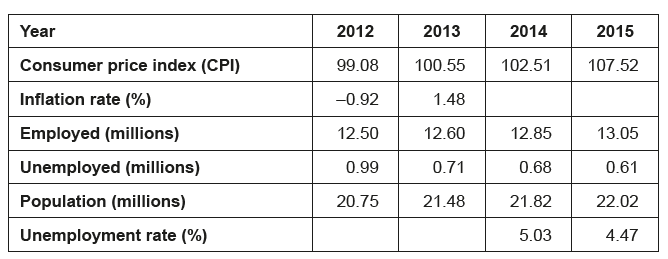 Year 2012 2013 2014 2015
Consumer price index (CPI) 99.08 100.55 102.51 107.52
Inflation rate (%) –0.92 1.48
Employed (millions) 12.50 12.60 12.85 13.05
Unemployed (millions) 0.99 0.71 0.68 0.61
Population (millions) 20.75 21.48 21.82 22.02
Unemployment rate (%) 5.03 4.47